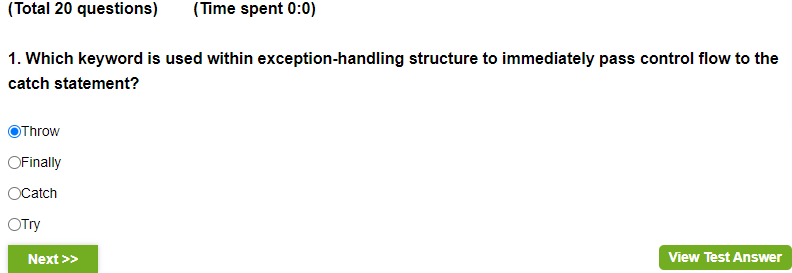 (Total 20 questions) (Time spent 0:0)
1. Which keyword is used within exception-handling structure to immediately pass control flow to the
catch statement?
Throw
Finally
Catch
Try
Next >> View Test Answer